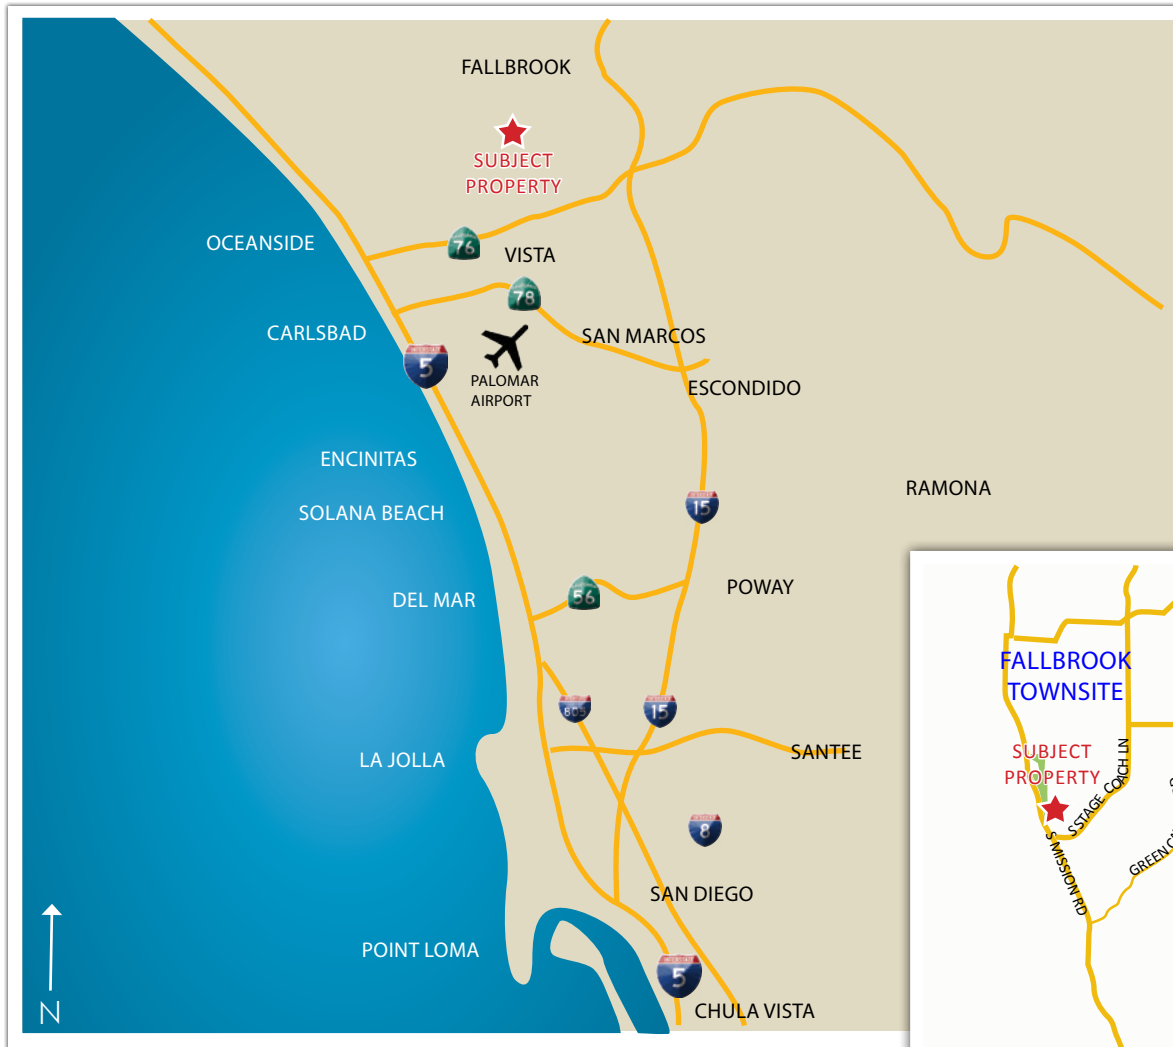 FALLBROOK
SUBJECT
PROPERTY
OCEANSIDE
76
VISTA
78
CARLSBAD
SAN MARCOS
5
PALOMAR
AIRPORT
ESCONDIDO
ENCINITAS
RAMONA
15
SOLANA BEACH
56
POWAY
DEL MAR
805
15
LA JOLLA
SANTEE
8
SAN DIEGO
POINT LOMA
5
CHULA VISTA
N
FALLBROOK
TOWNSITE
SUBJECT
PROPERTY
S STAGE COACH LN
S MISSION RD
GREEN